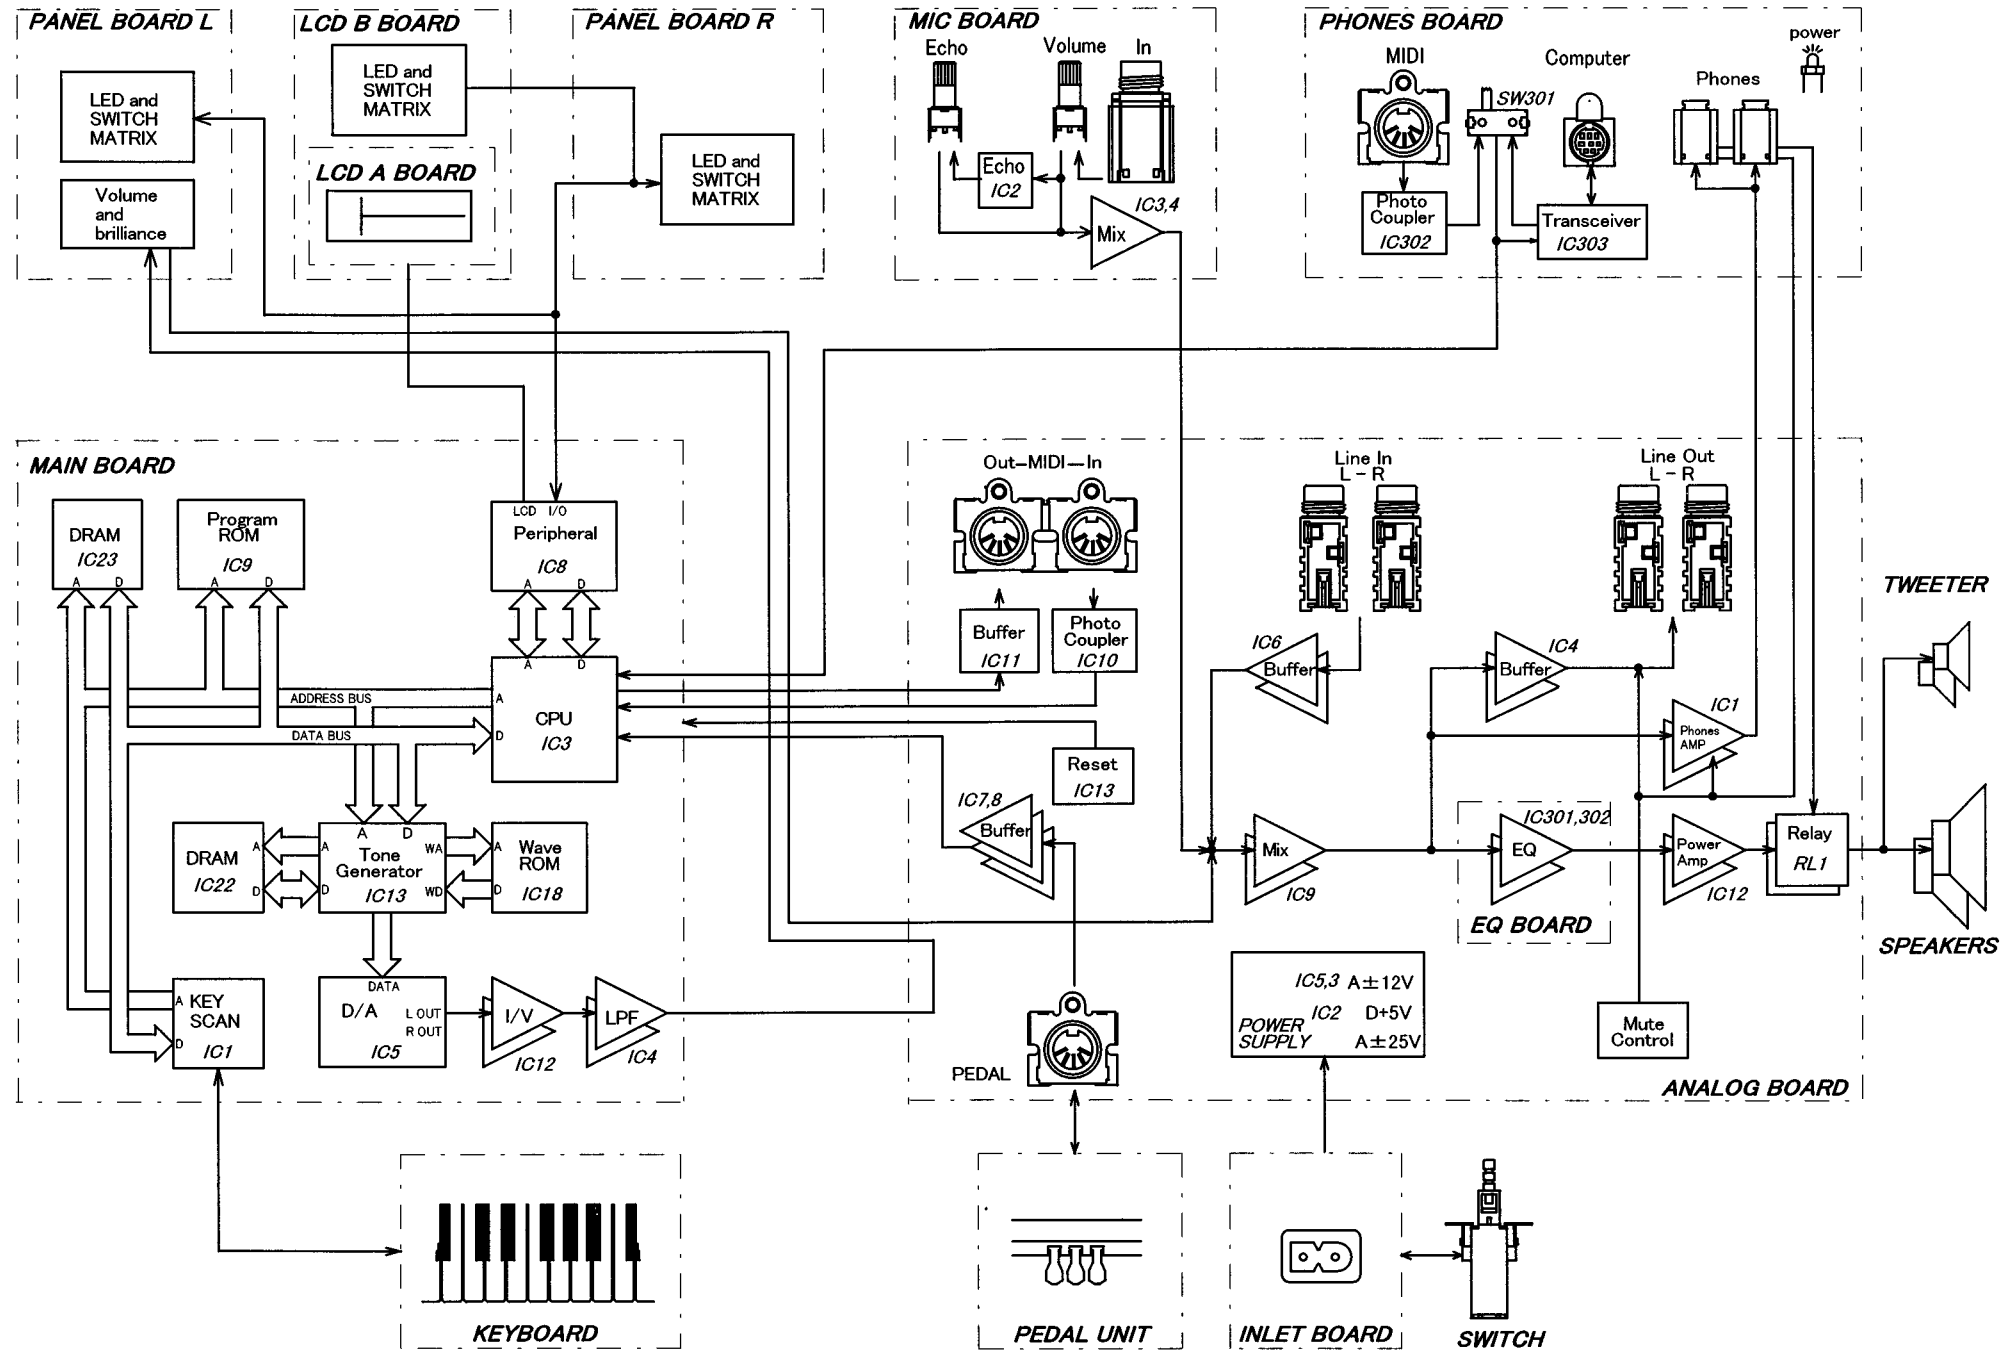 PANEL BOARD L
LED and
SWITCH
MATRIX
Volume
and
brilliance
LCD B BOARD
LED and
SWITCH
MATRIX
LCD A BOARD
PANEL BOARD R
LED and
SWITCH
MATRIX
MIC BOARD
Echo
Volume
In
Echo
IC2
IC3,4
Mix
PHONES BOARD
MIDI
SW301
Computer
Phones
power
Photo
Coupler
IC302
Transceiver
IC303
MAIN BOARD
DRAM
IC23
A D
Program
ROM
IC9
A D
LCD I/O
Peripheral
IC8
A D
A D
A
CPU
IC3
D
ADDRESS BUS
DATA BUS
DRAM
IC22
A
D
A D
A
Tone
Generator
IC13
D
WA
WD
A
Wave
ROM
D
IC18
A
KEY
SCAN
D
IC1
DATA
D/A
L OUT
R OUT
IC5
I/V
IC12
LPF
IC4
KEYBOARD
Out-MIDI-In
Buffer
IC11
Photo
Coupler
IC10
Reset
IC13
IC7,8
Buffer
PEDAL
PEDAL UNIT
Line In
L - R
IC6
Buffer
Mix
IC9
Line Out
L - R
IC4
Buffer
IC1
Phones
AMP
IC301,302
EQ
EQ BOARD
Power
Amp
IC12
Relay
RL1
TWEETER
SPEAKERS
IC5,3 A±12V
IC2 D+5V
POWER
SUPPLY
A±25V
Mute
Control
ANALOG BOARD
INLET BOARD
SWITCH